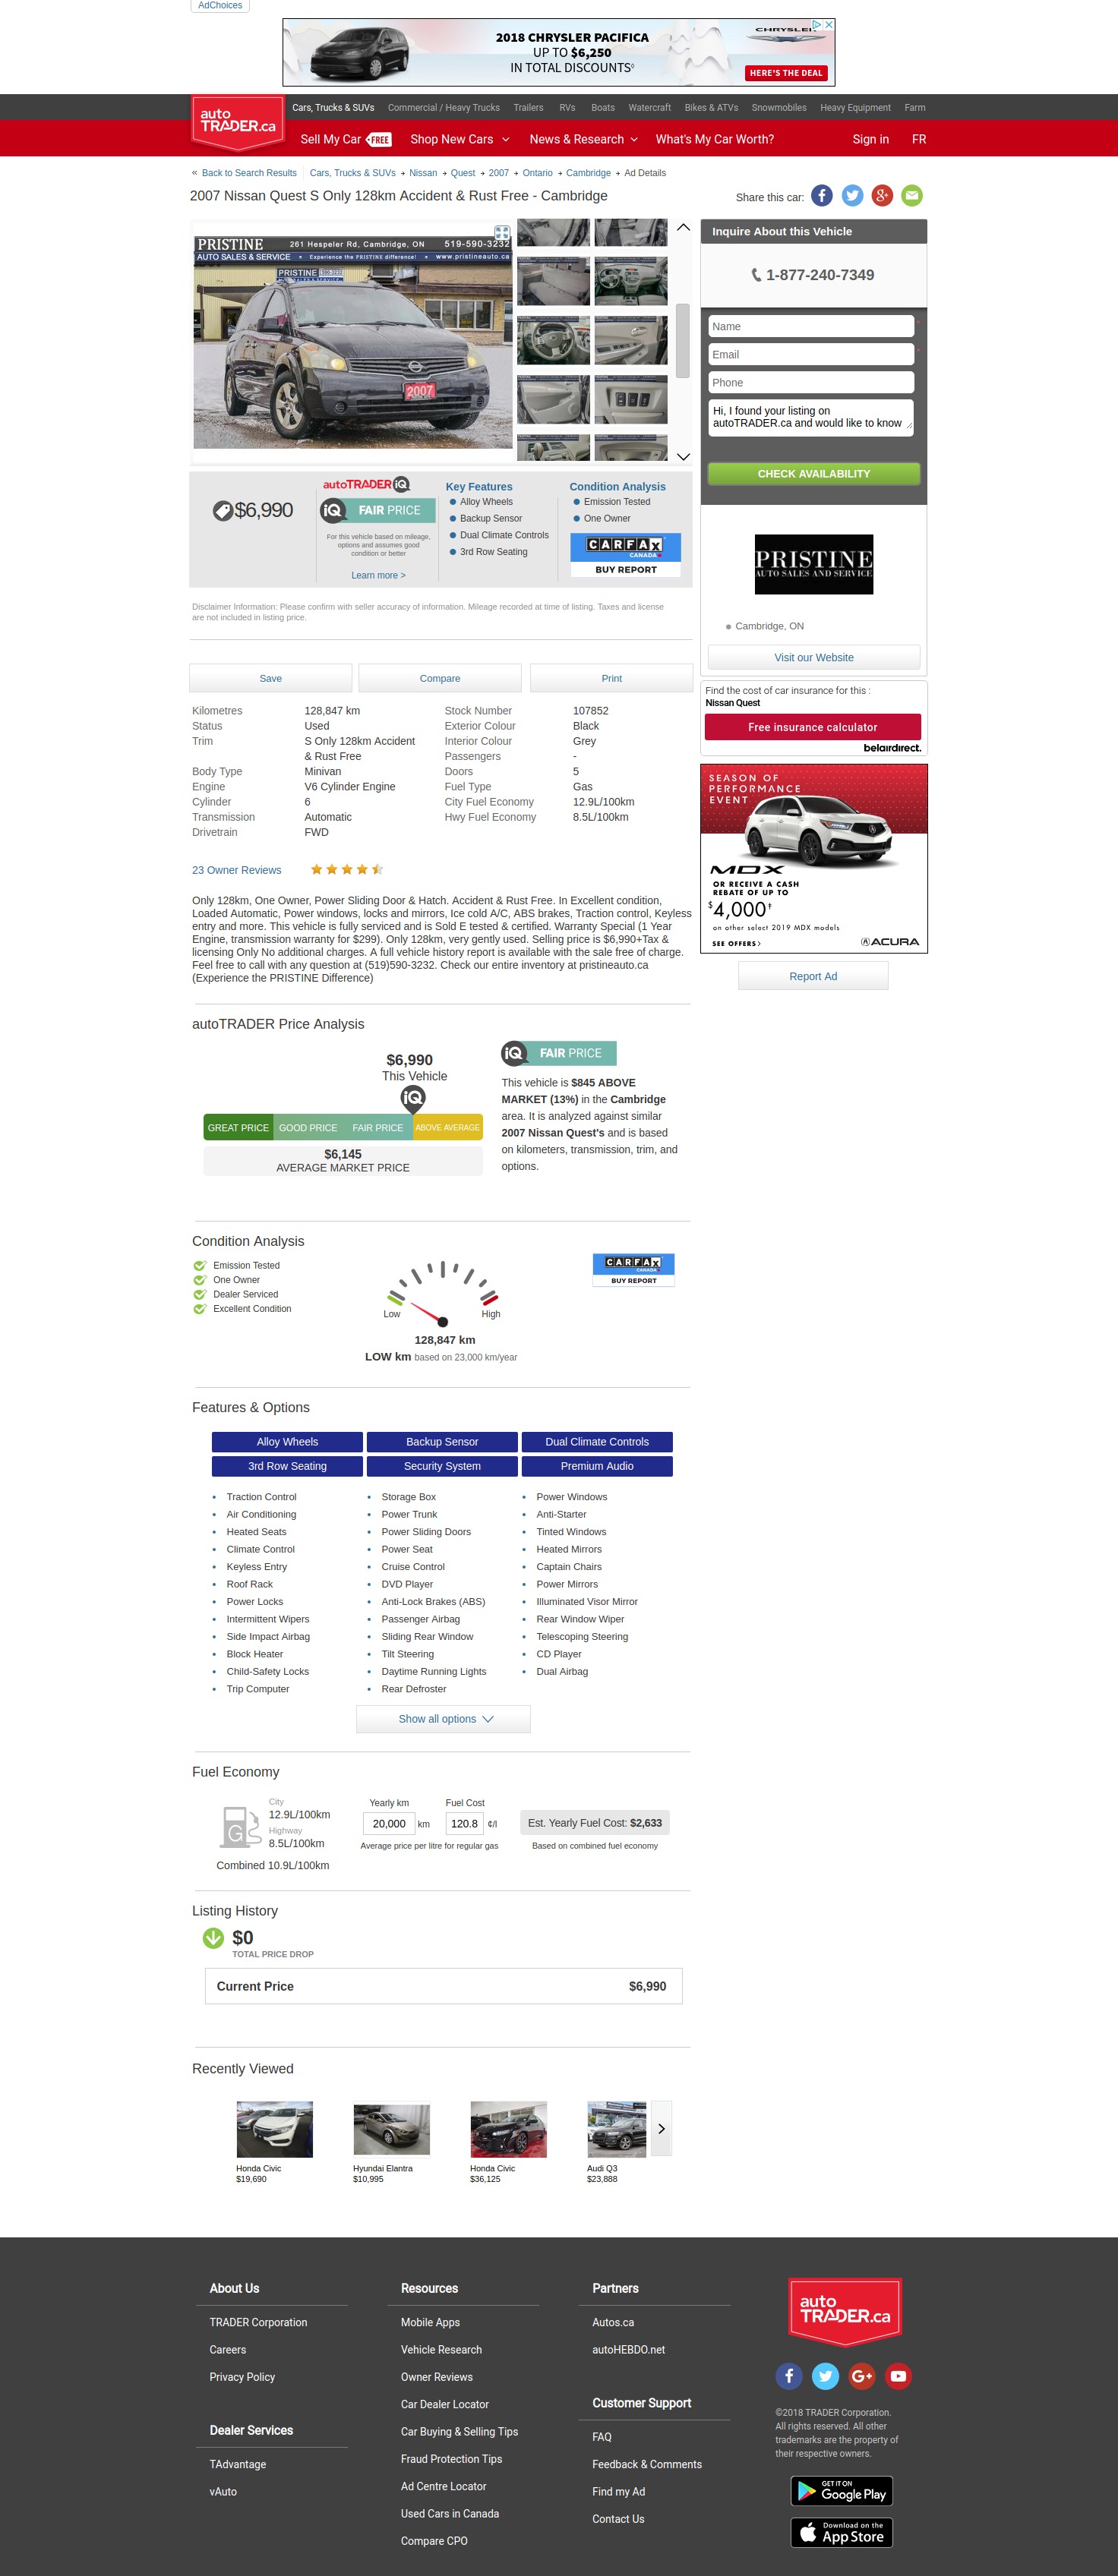 AdChoices
2018 CHRYSLER PACIFICA
UP TO $6,250
IN TOTAL DISCOUNTS◊
CHRYSLER
HERE'S THE DEAL
auto
TRADER.ca
Cars, Trucks & SUVs Commercial / Heavy Trucks Trailers RVs Boats Watercraft Bikes & ATVs Snowmobiles Heavy Equipment Farm
Sell My Car FREE Shop New Cars News & Research What's My Car Worth? Sign in FR
« Back to Search Results Cars, Trucks & SUVs Nissan Quest 2007 Ontario Cambridge Ad Details
2007 Nissan Quest S Only 128km Accident & Rust Free - Cambridge
Share this car:
PRISTINE 261 Hespeler Rd, Cambridge, ON 519-590-3232
AUTO SALES & SERVICE • Experience the PRISTINE difference! • www.pristineauto.ca
PRISTINE
2007
Inquire About this Vehicle
1-877-240-7349
Name *
Email *
Phone
Hi, I found your listing on
autoTRADER.ca and would like to know
CHECK AVAILABILITY
PRISTINE
AUTO SALES AND SERVICE
Cambridge, ON
Visit our Website
$6,990
autoTRADER iQ
iQ FAIR PRICE
For this vehicle based on mileage,
options and assumes good
condition or better
Learn more >
Key Features
Alloy Wheels
Backup Sensor
Dual Climate Controls
3rd Row Seating
Condition Analysis
Emission Tested
One Owner
CARFAX
CANADA
BUY REPORT
Disclaimer Information: Please confirm with seller accuracy of information. Mileage recorded at time of listing. Taxes and license
are not included in listing price.
Save Compare Print
Kilometres 128,847 km Stock Number 107852
Status Used Exterior Colour Black
Trim S Only 128km Accident Interior Colour Grey
& Rust Free Passengers -
Body Type Minivan Doors 5
Engine V6 Cylinder Engine Fuel Type Gas
Cylinder 6 City Fuel Economy 12.9L/100km
Transmission Automatic Hwy Fuel Economy 8.5L/100km
Drivetrain FWD
23 Owner Reviews
Only 128km, One Owner, Power Sliding Door & Hatch. Accident & Rust Free. In Excellent condition,
Loaded Automatic, Power windows, locks and mirrors, Ice cold A/C, ABS brakes, Traction control, Keyless
entry and more. This vehicle is fully serviced and is Sold E tested & certified. Warranty Special (1 Year
Engine, transmission warranty for $299). Only 128km, very gently used. Selling price is $6,990+Tax &
licensing Only No additional charges. A full vehicle history report is available with the sale free of charge.
Feel free to call with any question at (519)590-3232. Check our entire inventory at pristineauto.ca
(Experience the PRISTINE Difference)
Find the cost of car insurance for this :
Nissan Quest
Free insurance calculator
belairdirect.
SEASON OF
PERFORMANCE
EVENT
MDX
OR RECEIVE A CASH
REBATE OF UP TO
$4,000‡
on other select 2019 MDX models
SEE OFFERS>
ACURA
Report Ad
autoTRADER Price Analysis
$6,990
This Vehicle
iQ
GREAT PRICE GOOD PRICE FAIR PRICE ABOVE AVERAGE
$6,145
AVERAGE MARKET PRICE
iQ FAIR PRICE
This vehicle is $845 ABOVE
MARKET (13%) in the Cambridge
area. It is analyzed against similar
2007 Nissan Quest's and is based
on kilometers, transmission, trim, and
options.
Condition Analysis
Emission Tested
One Owner
Dealer Serviced
Excellent Condition
Low High
128,847 km
LOW km based on 23,000 km/year
CARFAX
CANADA
BUY REPORT
Features & Options
Alloy Wheels Backup Sensor Dual Climate Controls
3rd Row Seating Security System Premium Audio
Traction Control Storage Box Power Windows
Air Conditioning Power Trunk Anti-Starter
Heated Seats Power Sliding Doors Tinted Windows
Climate Control Power Seat Heated Mirrors
Keyless Entry Cruise Control Captain Chairs
Roof Rack DVD Player Power Mirrors
Power Locks Anti-Lock Brakes (ABS) Illuminated Visor Mirror
Intermittent Wipers Passenger Airbag Rear Window Wiper
Side Impact Airbag Sliding Rear Window Telescoping Steering
Block Heater Tilt Steering CD Player
Child-Safety Locks Daytime Running Lights Dual Airbag
Trip Computer Rear Defroster
Show all options
Fuel Economy
G
City
12.9L/100km
Highway
8.5L/100km
Combined 10.9L/100km
Yearly km Fuel Cost
20,000 km 120.8 ¢/l
Average price per litre for regular gas
Est. Yearly Fuel Cost: $2,633
Based on combined fuel economy
Listing History
$0
TOTAL PRICE DROP
Current Price $6,990
Recently Viewed
Honda Civic
$19,690
Hyundai Elantra
$10,995
Honda Civic
$36,125
Audi Q3
$23,888
About Us
TRADER Corporation
Careers
Privacy Policy
Dealer Services
TAdvantage
vAuto
Resources
Mobile Apps
Vehicle Research
Owner Reviews
Car Dealer Locator
Car Buying & Selling Tips
Fraud Protection Tips
Ad Centre Locator
Used Cars in Canada
Compare CPO
Partners
Autos.ca
autoHEBDO.net
Customer Support
FAQ
Feedback & Comments
Find my Ad
Contact Us
auto
TRADER.ca
©2018 TRADER Corporation.
All rights reserved. All other
trademarks are the property of
their respective owners.
GET IT ON
Google Play
Download on the
App Store